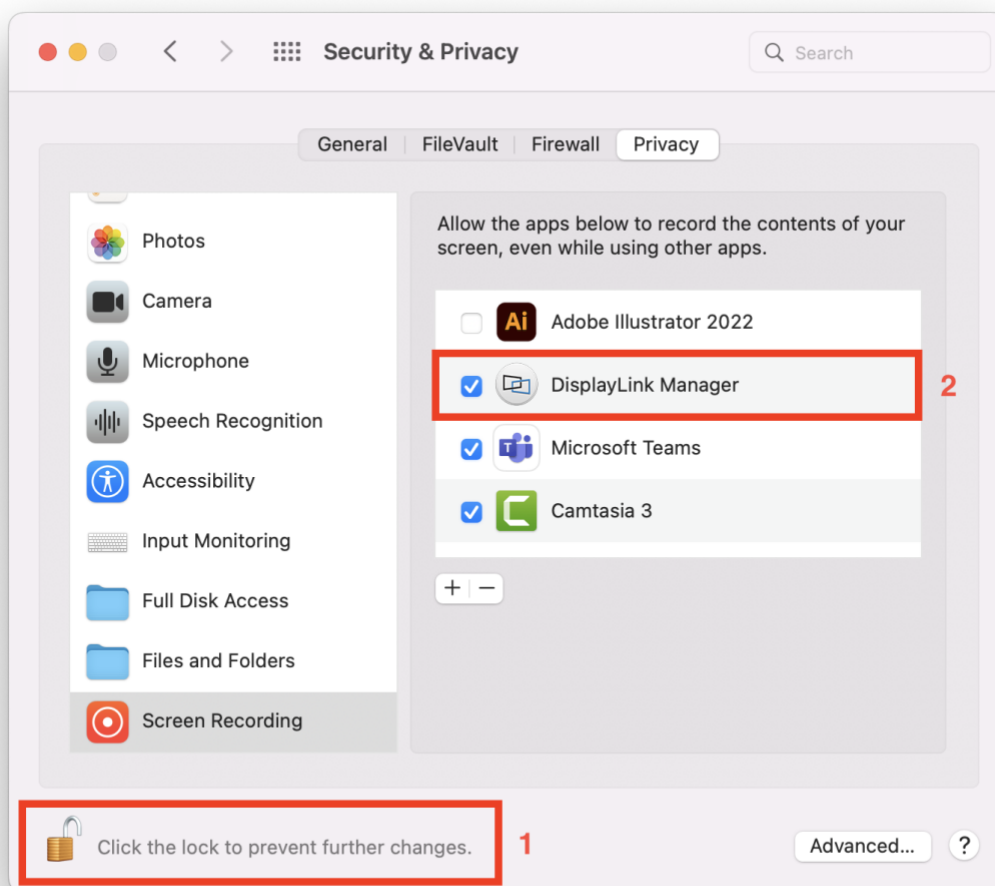 Security & Privacy
Search
General
FileVault
Firewall
Privacy
Photos
Camera
Microphone
Speech Recognition
Accessibility
Input Monitoring
Full Disk Access
Files and Folders
Screen Recording
Allow the apps below to record the contents of your
screen, even while using other apps.
Ai
Adobe Illustrator 2022
DisplayLink Manager
2
T
Microsoft Teams
Camtasia 3
+
−
Click the lock to prevent further changes.
1
Advanced...
?